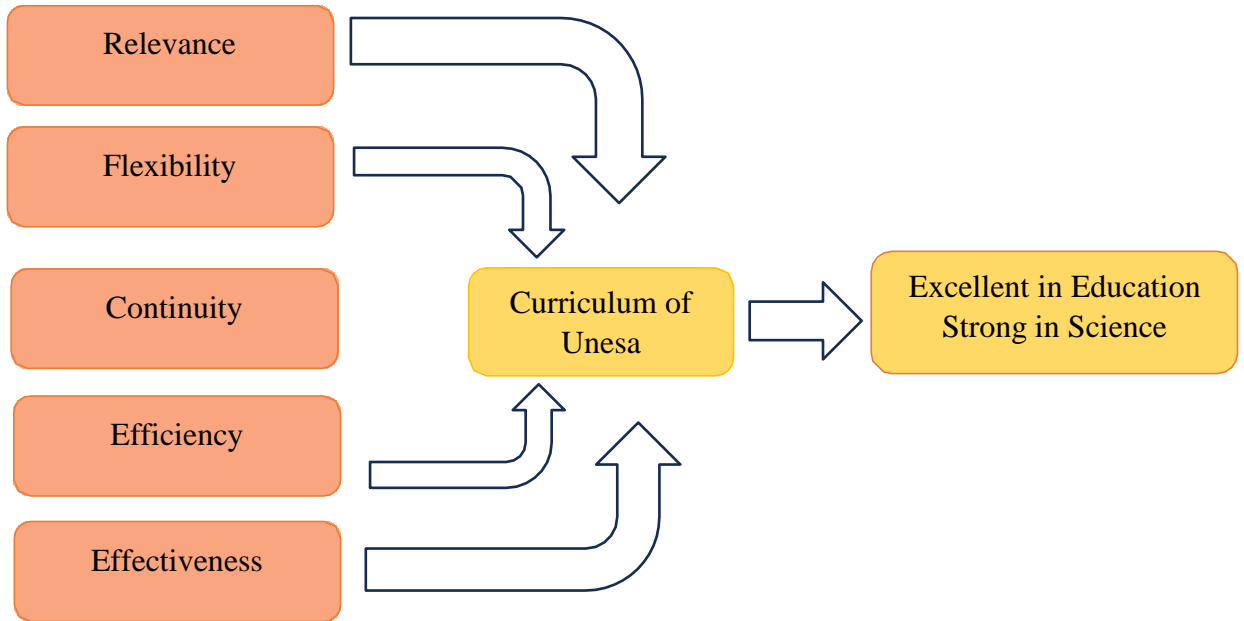 Relevance
Flexibility
Continuity
Efficiency
Effectiveness
Curriculum of
Unesa
Excellent in Education
Strong in Science